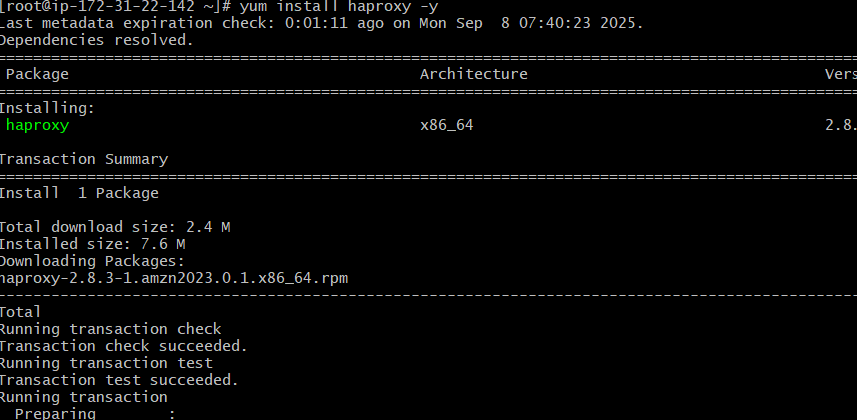 [root@ip-172-31-22-142 ~]# yum install haproxy -y
Last metadata expiration check: 0:01:11 ago on Mon Sep  8 07:40:23 2025.
Dependencies resolved.
================================================================================
 Package                                        Architecture                                    Vers
================================================================================
Installing:
 haproxy                                        x86_64                                          2.8.
Transaction Summary
================================================================================
Install  1 Package
Total download size: 2.4 M
Installed size: 7.6 M
Downloading Packages:
haproxy-2.8.3-1.amzn2023.0.1.x86_64.rpm
--------------------------------------------------------------------------------
Total
Running transaction check
Transaction check succeeded.
Running transaction test
Transaction test succeeded.
Running transaction
  Preparing        :